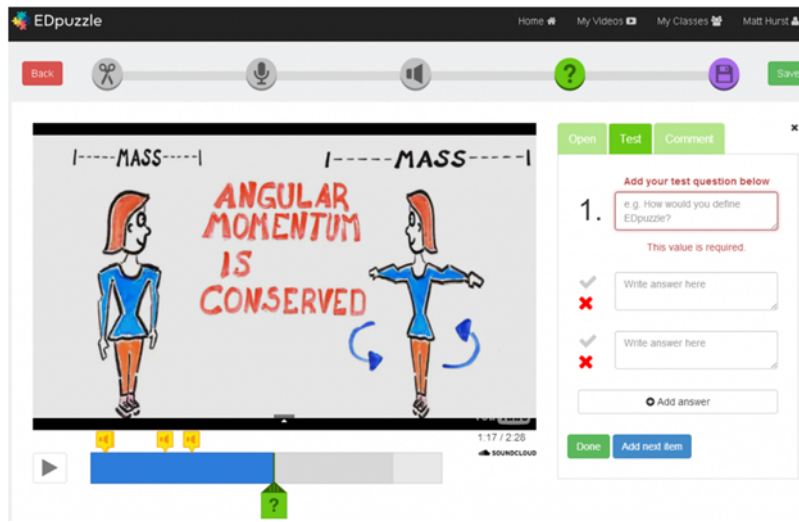 EDpuzzle
Home My Videos My Classes Matt Hurst
Back
?
Save
|-----MASS-----|
|-----MASS-----|
ANGULAR
MOMENTUM
IS
CONSERVED
1:17 / 2:28
SOUNDCLOUD
?
Open Test Comment
×
Add your test question below
1.
e.g. How would you define
EDpuzzle?
This value is required.
Write answer here
Write answer here
Add answer
Done Add next item